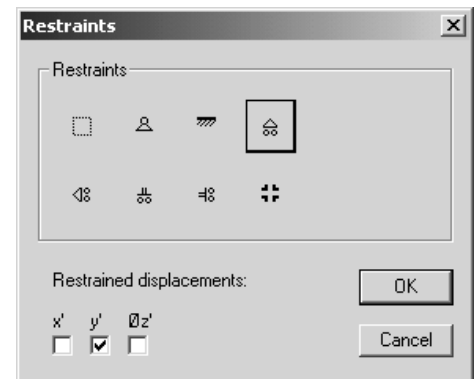 Restraints
Restraints
Restrained displacements:
x' y' Øz'
OK
Cancel